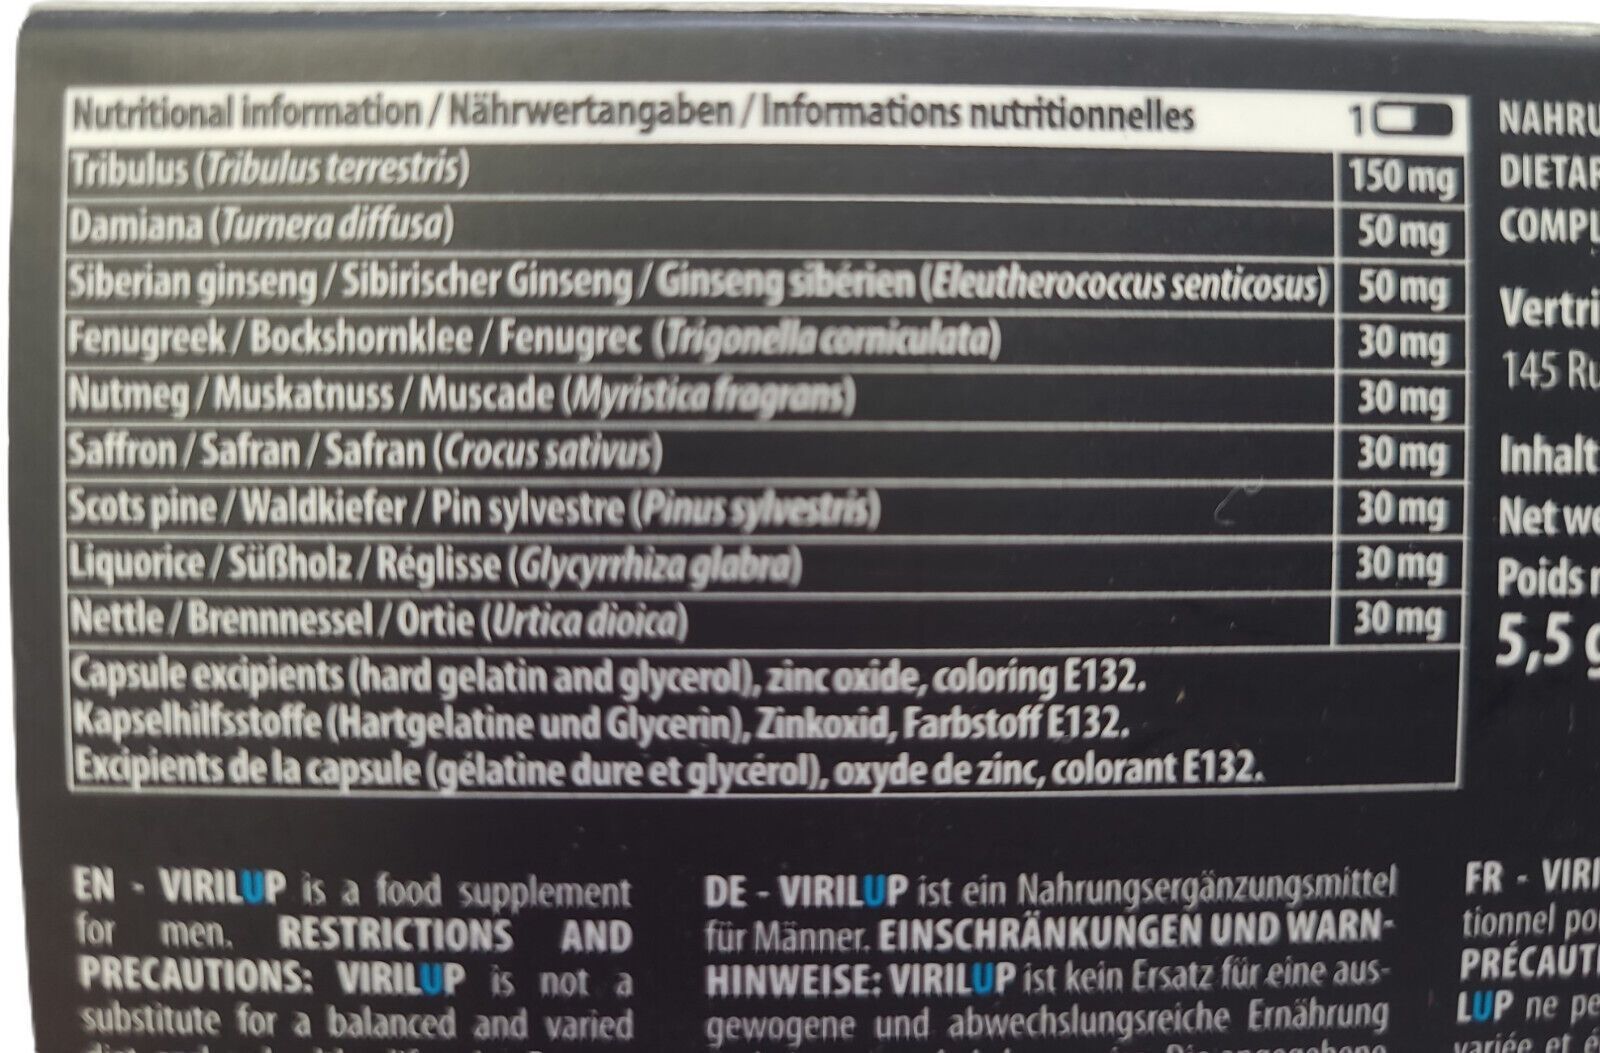 Nutritional information / Nährwertangaben / Informations nutritionnelles 1
Tribulus (Tribulus terrestris) 150 mg
Damiana (Turnera diffusa) 50 mg
Siberian ginseng / Sibirischer Ginseng / Ginseng sibérien (Eleutherococcus senticosus) 50 mg
Fenugreek / Bockshornklee / Fenugrec (Trigonella corniculata) 30 mg
Nutmeg / Muskatnuss / Muscade (Myristica fragrans) 30 mg
Saffron / Safran / Safran (Crocus sativus) 30 mg
Scots pine / Waldkiefer / Pin sylvestre (Pinus sylvestris) 30 mg
Liquorice / Süßholz / Réglisse (Glycyrrhiza glabra) 30 mg
Nettle / Brennnessel / Ortie (Urtica dioica) 30 mg
Capsule excipients (hard gelatin and glycerol), zinc oxide, coloring E132.
Kapselhilfsstoffe (Hartgelatine und Glycerin), Zinkoxid, Farbstoff E132.
Excipients de la capsule (gélatine dure et glycérol), oxyde de zinc, colorant E132.
NAHRU
DIETAR
COMPL
Vertri
145 Ru
Inhalt
Net we
Poids n
5,5 g
EN - VIRILUP is a food supplement
for men. RESTRICTIONS AND
PRECAUTIONS: VIRILUP is not a
substitute for a balanced and varied
DE - VIRILUP ist ein Nahrungsergänzungsmittel
für Männer. EINSCHRÄNKUNGEN UND WARN-
HINWEISE: VIRILUP ist kein Ersatz für eine aus-
gewogene und abwechslungsreiche Ernährung
FR - VIRI
tionnel po
PRÉCAUTI
LUP ne pe
variée et é